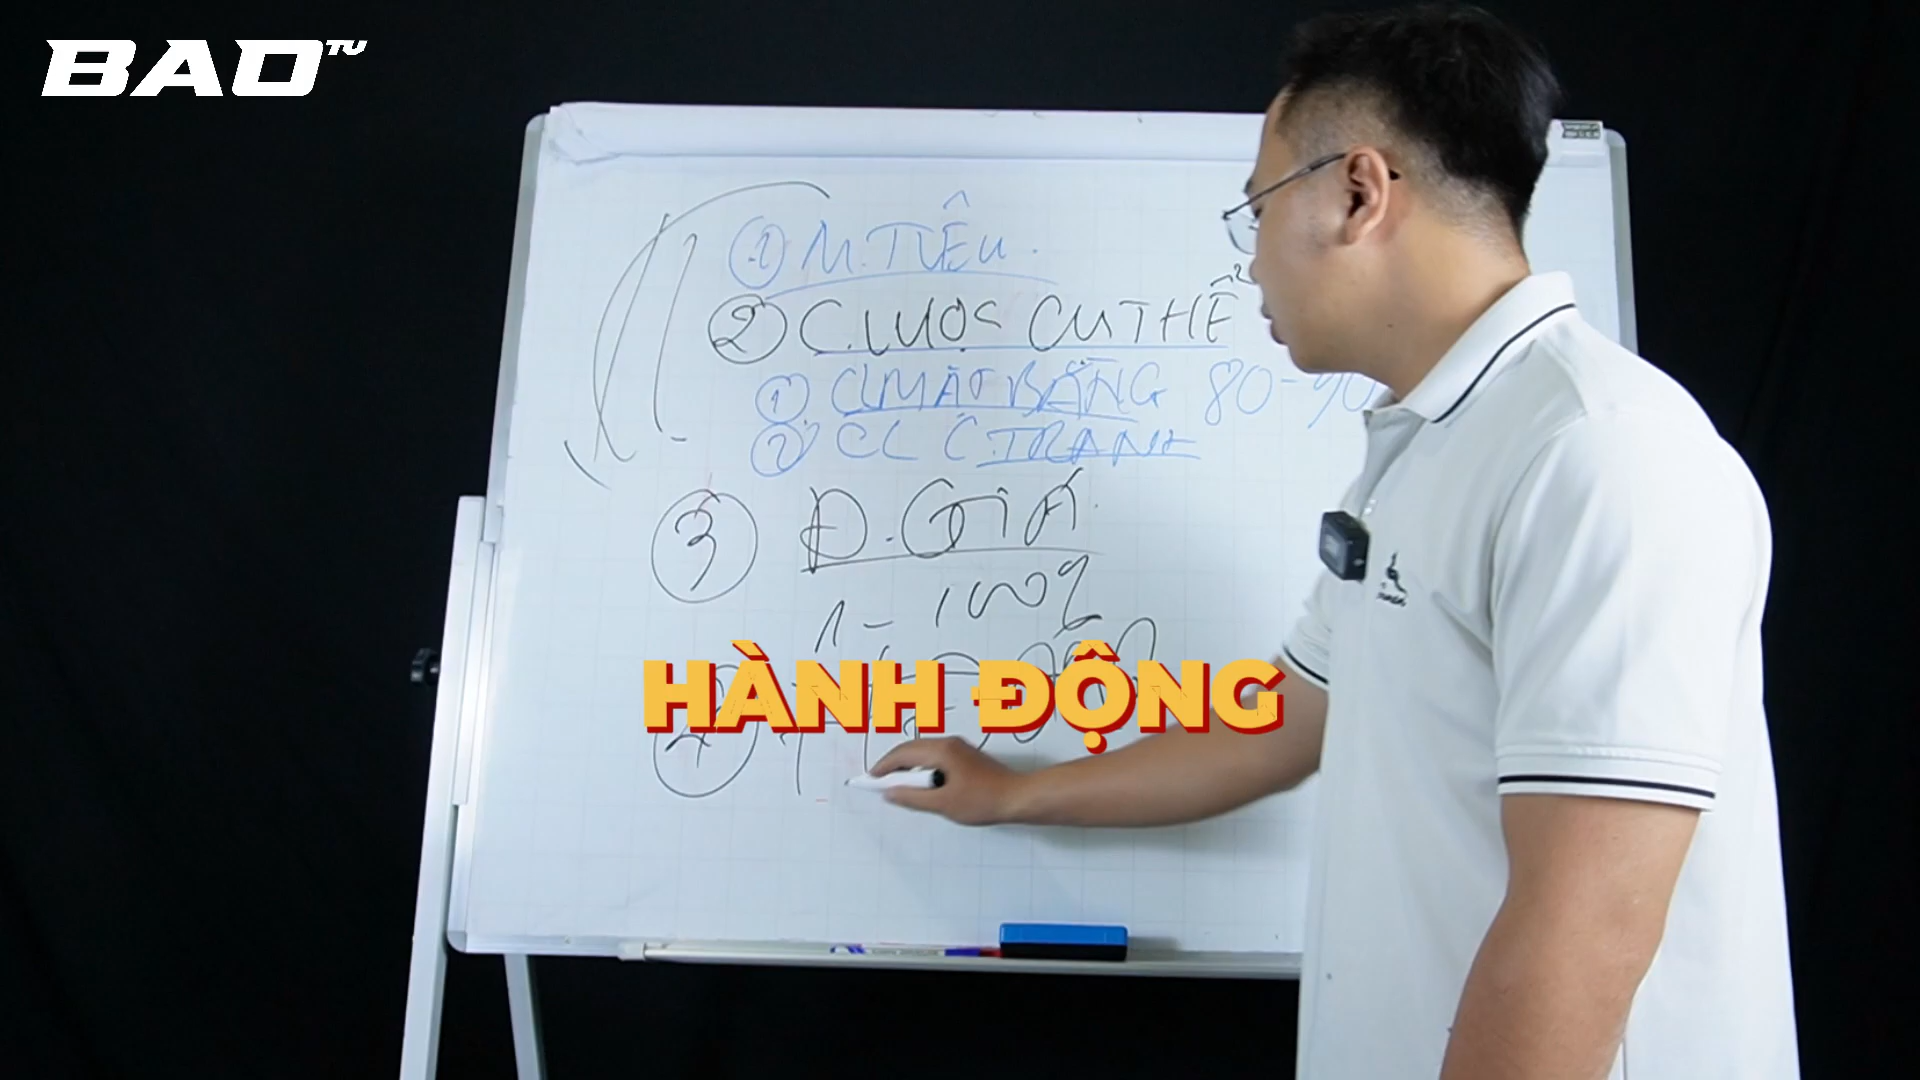 BAO TV
① M.TIÊU.
② C.LƯỢC CỤ THỂ
① CL MẶT BẰNG 80-90
② CL C.TRANH
③ Đ.GIÁ.
1-100%
④
HÀNH ĐỘNG